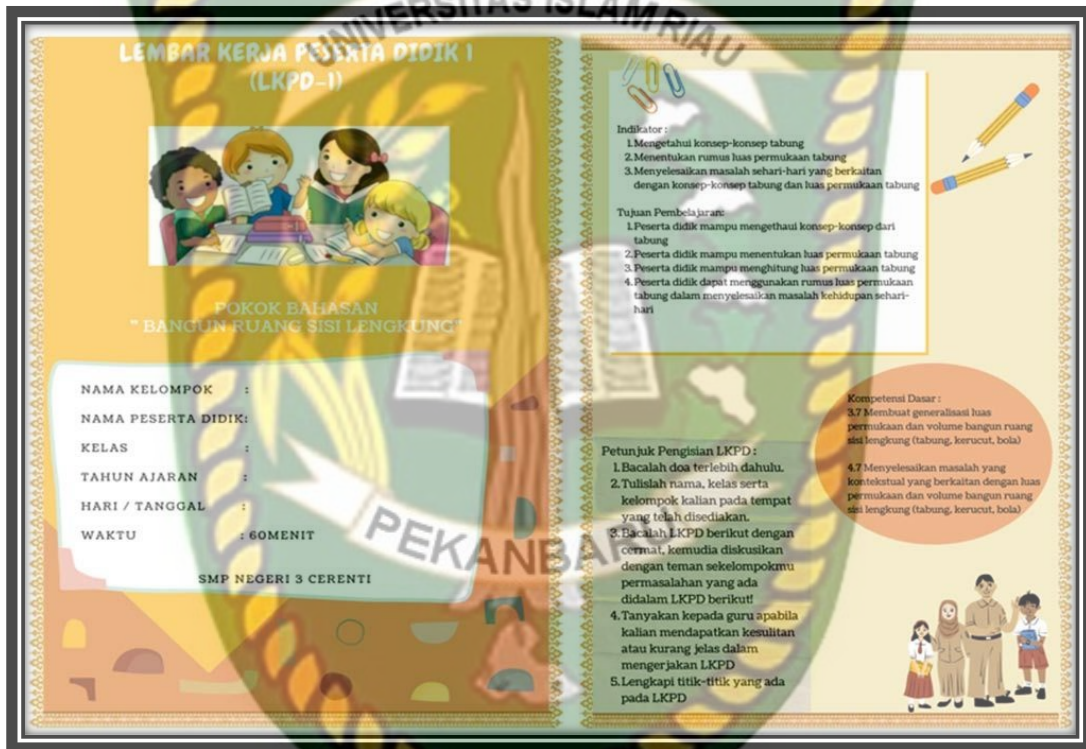 UNIVERSITAS ISLAM RIAU
LEMBAR KERJA PESERTA DIDIK 1
(LKPD-1)
POKOK BAHASAN
" BANGUN RUANG SISI LENGKUNG"
NAMA KELOMPOK :
NAMA PESERTA DIDIK:
KELAS :
TAHUN AJARAN :
HARI / TANGGAL :
WAKTU : 60MENIT
SMP NEGERI 3 CERENTI
PEKANBARU
Indikator :
1.Mengetahui konsep-konsep tabung
2.Menentukan rumus luas permukaan tabung
3.Menyelesaikan masalah sehari-hari yang berkaitan
dengan konsep-konsep tabung dan luas permukaan tabung
Tujuan Pembelajaran:
1.Peserta didik mampu mengethaui konsep-konsep dari
tabung
2.Peserta didik mampu menentukan luas permukaan tabung
3.Peserta didik mampu menghitung luas permukaan tabung
4.Peserta didik dapat menggunakan rumus luas permukaan
tabung dalam menyelesaikan masalah kehidupan sehari-
hari
Kompetensi Dasar :
3.7 Membuat generalisasi luas
permukaan dan volume bangun ruang
sisi lengkung (tabung, kerucut, bola)
4.7 Menyelesaikan masalah yang
kontekstual yang berkaitan dengan luas
permukaan dan volume bangun ruang
sisi lengkung (tabung, kerucut, bola)
Petunjuk Pengisian LKPD :
1.Bacalah doa terlebih dahulu.
2.Tulislah nama, kelas serta
kelompok kalian pada tempat
yang telah disediakan.
3.Bacalah LKPD berikut dengan
cermat, kemudia diskusikan
dengan teman sekelompokmu
permasalahan yang ada
didalam LKPD berikut!
4.Tanyakan kepada guru apabila
kalian mendapatkan kesulitan
atau kurang jelas dalam
mengerjakan LKPD
5.Lengkapi titik-titik yang ada
pada LKPD